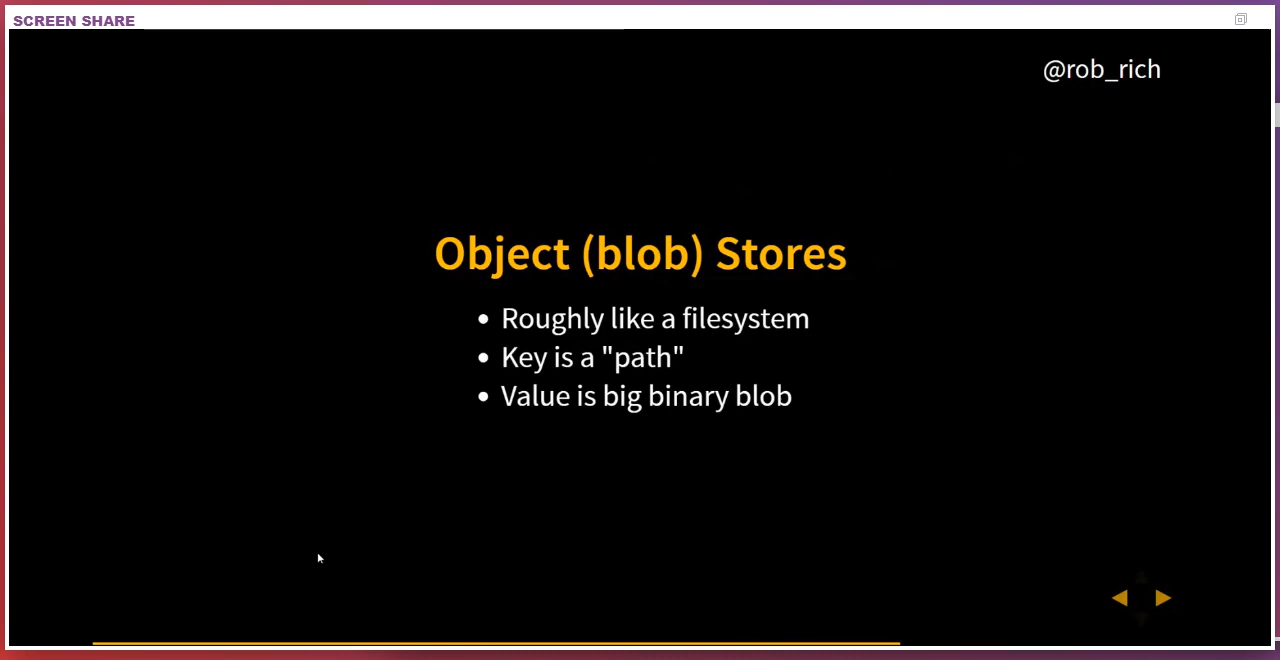 SCREEN SHARE
@rob_rich
Object (blob) Stores
• Roughly like a filesystem
• Key is a "path"
• Value is big binary blob